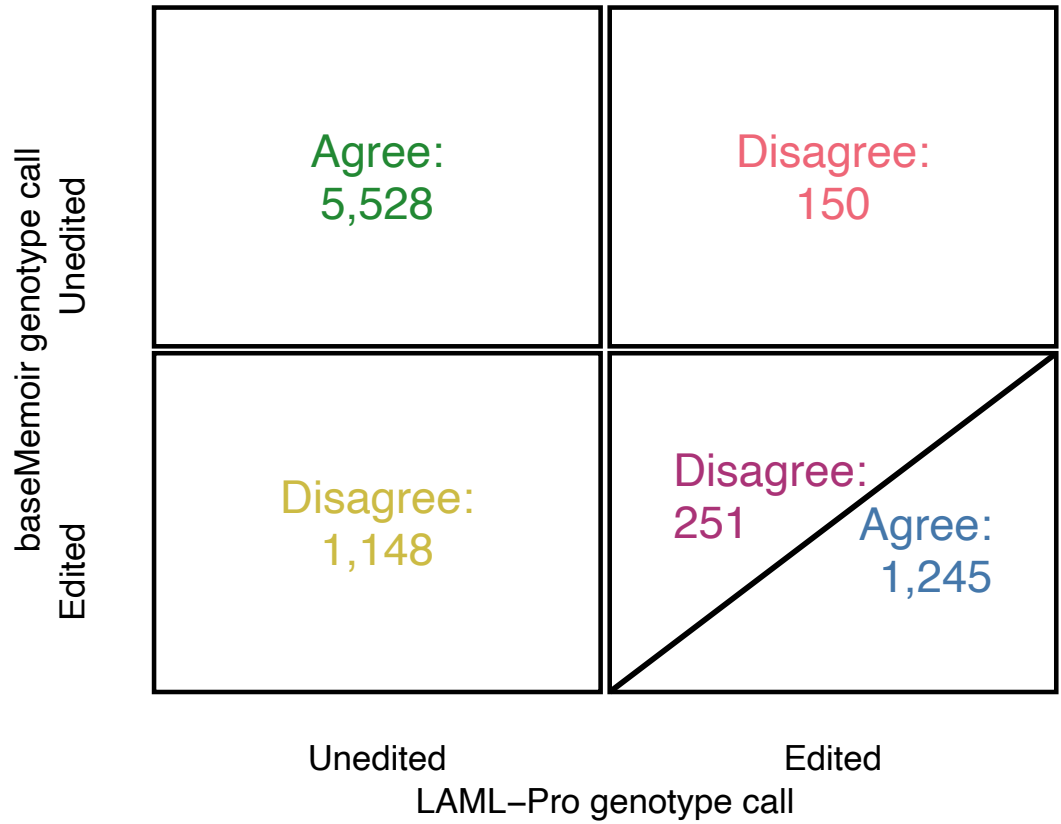 baseMemoir genotype call
Unedited
Edited
Agree:
5,528
Disagree:
150
Disagree:
1,148
Disagree:
251
Agree:
1,245
Unedited
Edited
LAML−Pro genotype call